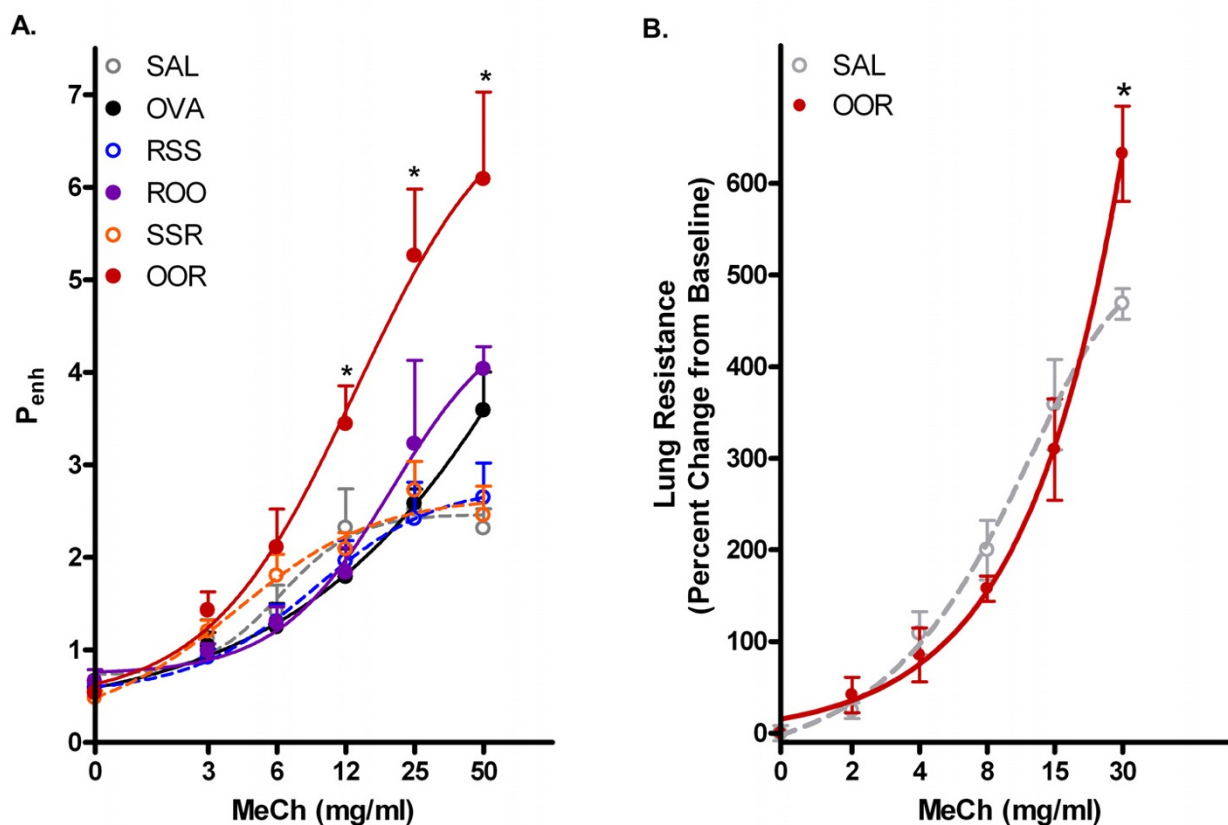 A.
SAL
OVA
RSS
ROO
SSR
OOR
*
*
*
7
6
5
4
3
2
1
0
P_enh
0 3 6 12 25 50
MeCh (mg/ml)
B.
SAL
OOR
*
600
500
400
300
200
100
0
Lung Resistance
(Percent Change from Baseline)
0 2 4 8 15 30
MeCh (mg/ml)